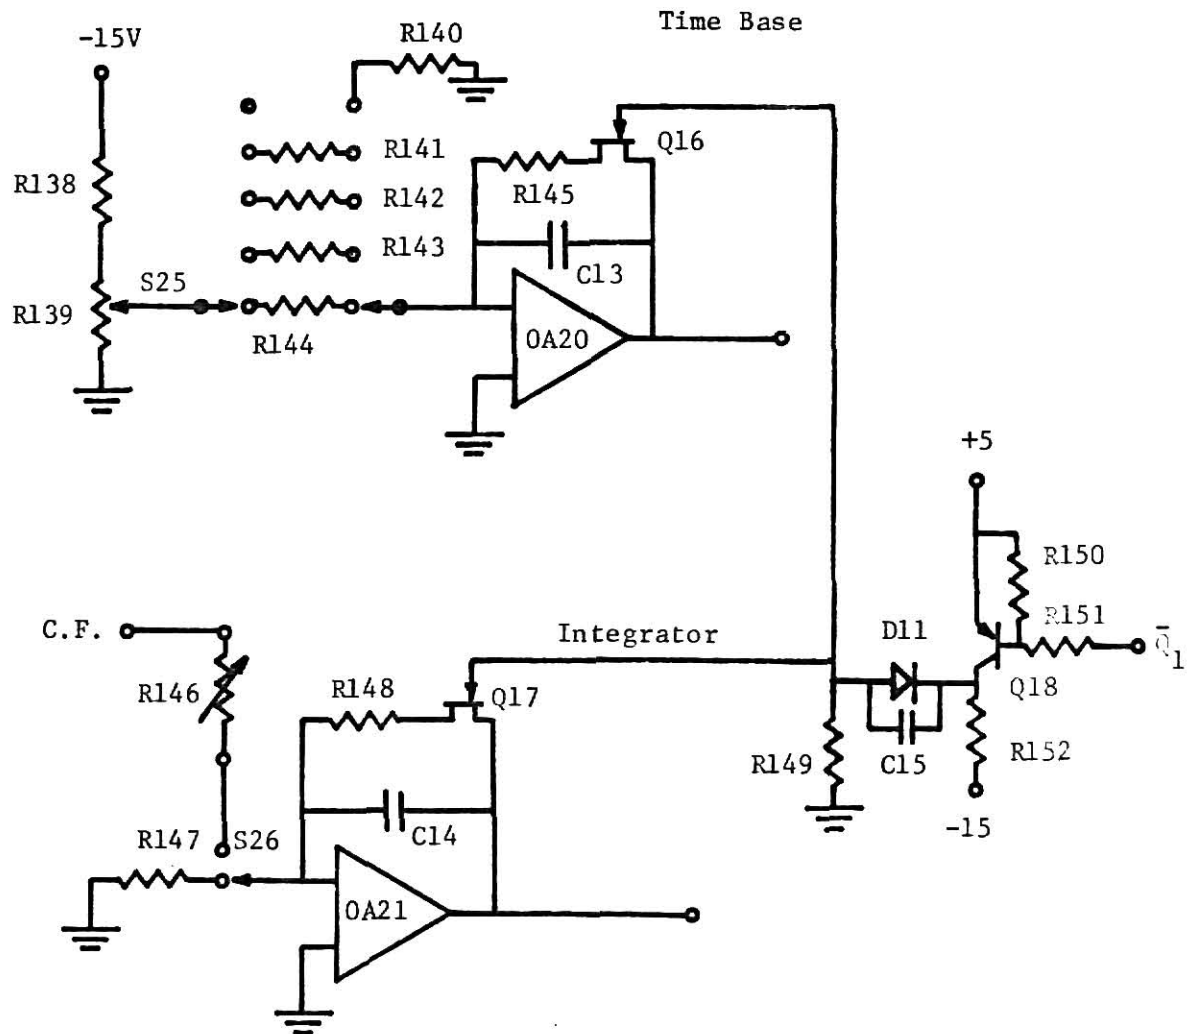 Time Base
-15V
R140
R141
R142
R143
R138
R139
S25
R144
R145
Q16
C13
OA20
+5
R150
R151
Q̄1
D11
Q18
C15
R152
-15
R149
C.F.
R146
Integrator
R148
Q17
C14
R147
S26
OA21